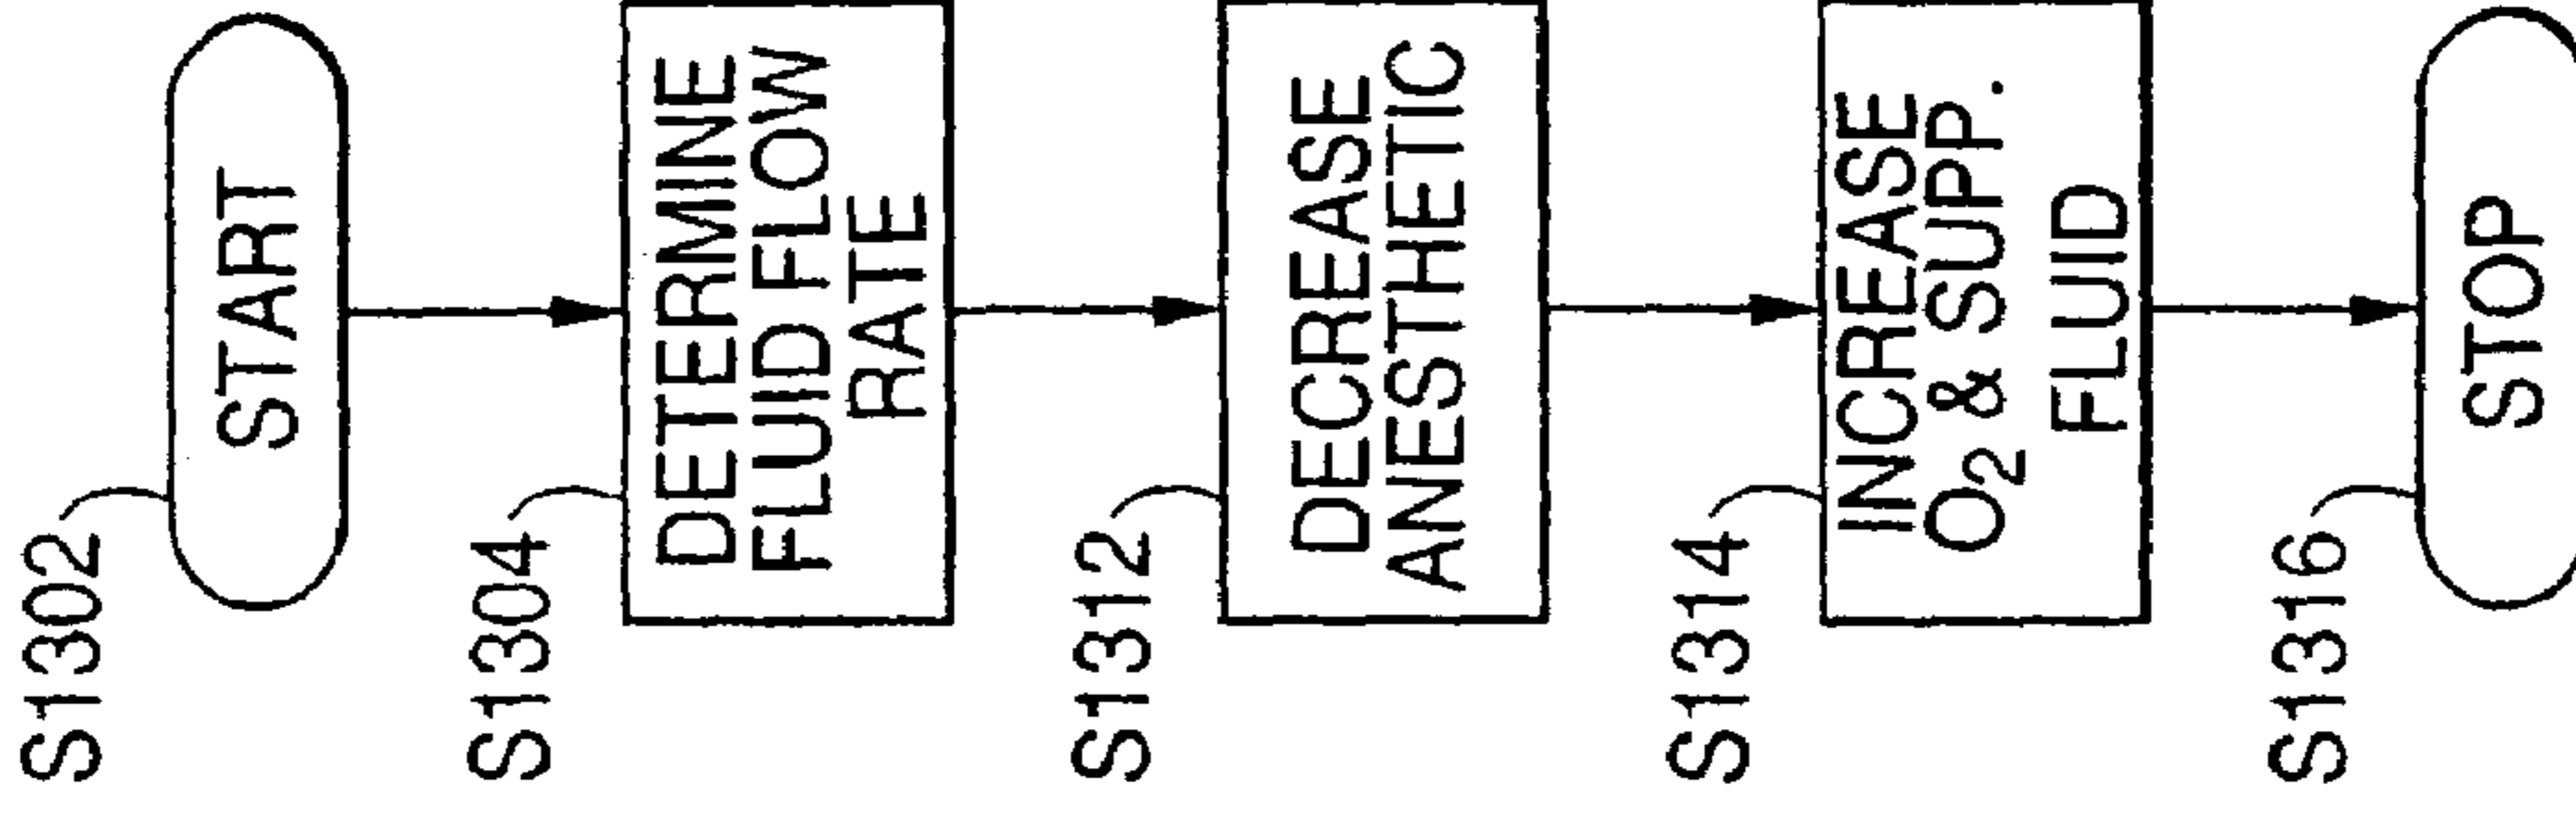 S1302
START
S1304
DETERMINE
FLUID FLOW
RATE
S1312
DECREASE
ANESTHETIC
S1314
INCREASE
O₂ & SUPP.
FLUID
S1316
STOP